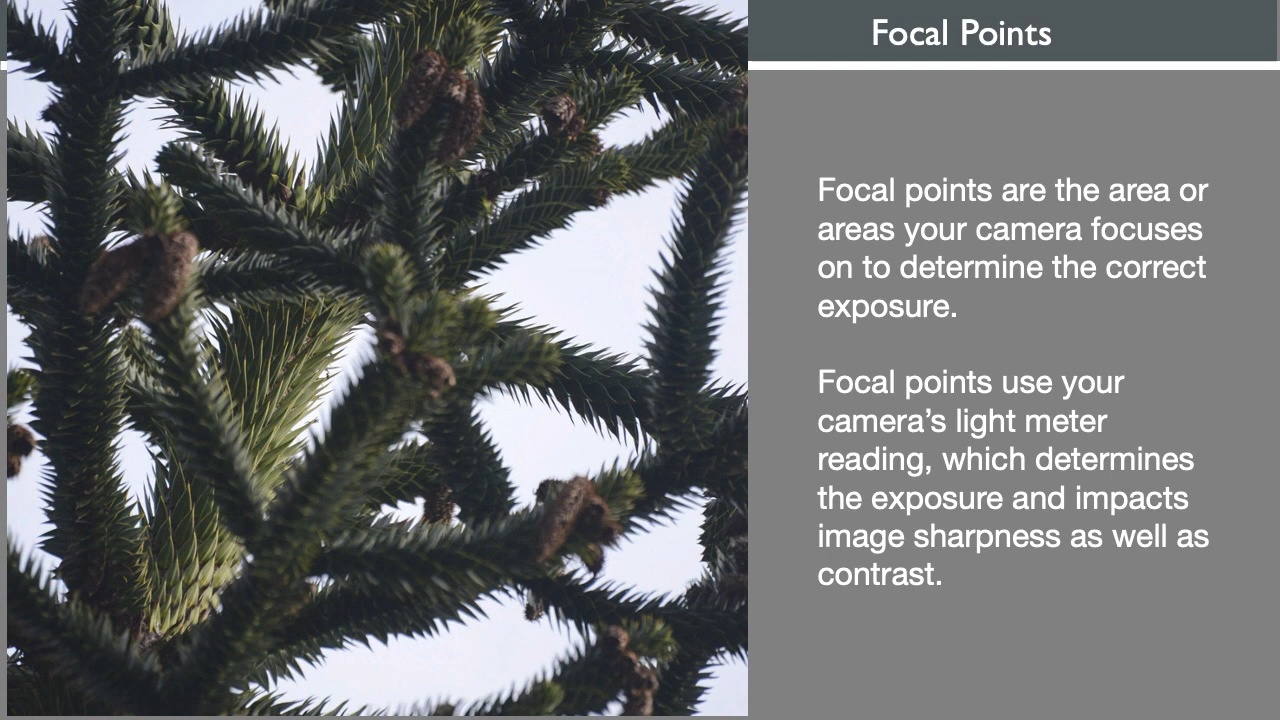 Focal Points
Focal points are the area or
areas your camera focuses
on to determine the correct
exposure.
Focal points use your
camera’s light meter
reading, which determines
the exposure and impacts
image sharpness as well as
contrast.